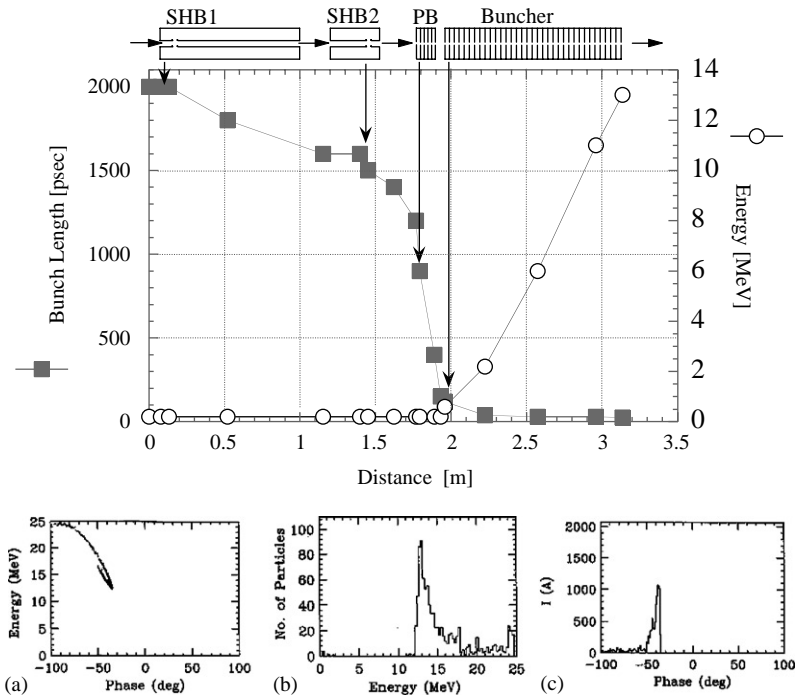 SHB1 SHB2 PB Buncher
2000
1500
1000
500
0
Bunch Length [psec]
14
12
10
8
6
4
2
0
Energy [MeV]
0 0.5 1 1.5 2 2.5 3 3.5
Distance [m]
25
20
15
10
5
0
Energy (MeV)
-100 -50 0 50 100
Phase (deg)
(a)
100
80
60
40
20
0
No. of Particles
0 5 10 15 20 25
Energy (MeV)
(b)
2000
1500
1000
500
0
I (A)
-100 -50 0 50 100
Phase (deg)
(c)